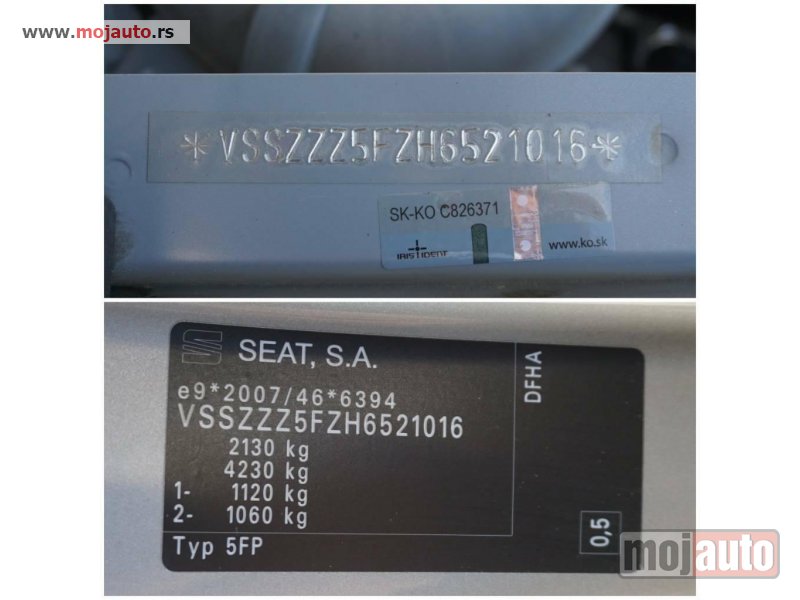 www.mojauto.rs
*VSSZZZ5FZH6521016*
SK-KO C826371
IRIS IDENT
www.ko.sk
SEAT, S.A.
e9*2007/46*6394
VSSZZZ5FZH6521016
2130 kg
4230 kg
1- 1120 kg
2- 1060 kg
Typ 5FP
DFHA
0,5
mojauto